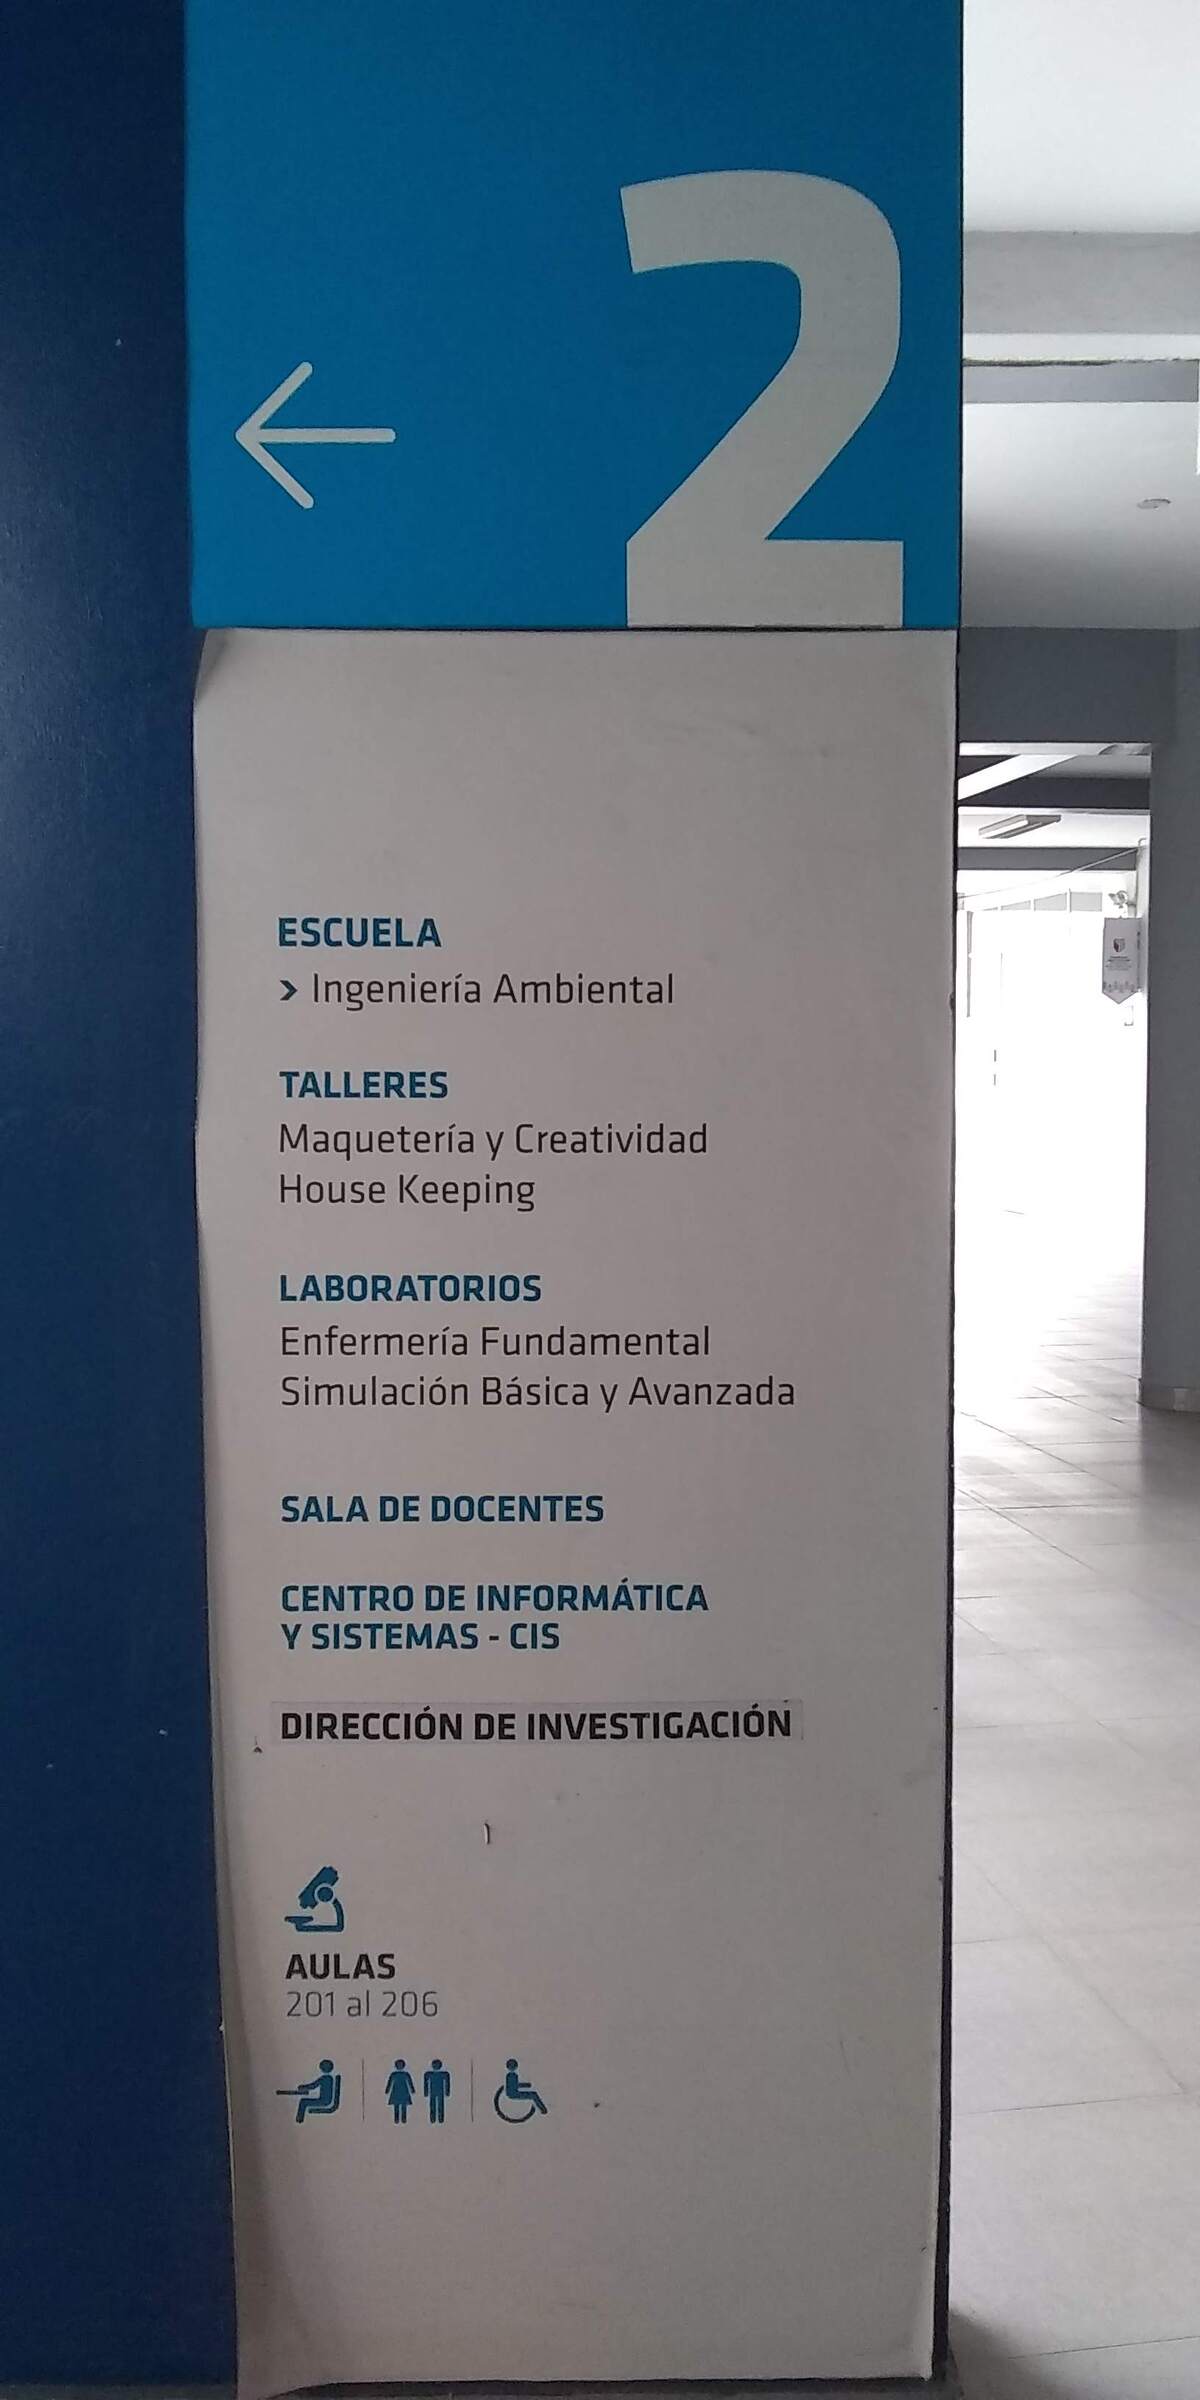 2
ESCUELA
> Ingeniería Ambiental
TALLERES
Maquetería y Creatividad
House Keeping
LABORATORIOS
Enfermería Fundamental
Simulación Básica y Avanzada
SALA DE DOCENTES
CENTRO DE INFORMÁTICA
Y SISTEMAS - CIS
DIRECCIÓN DE INVESTIGACIÓN
AULAS
201 al 206